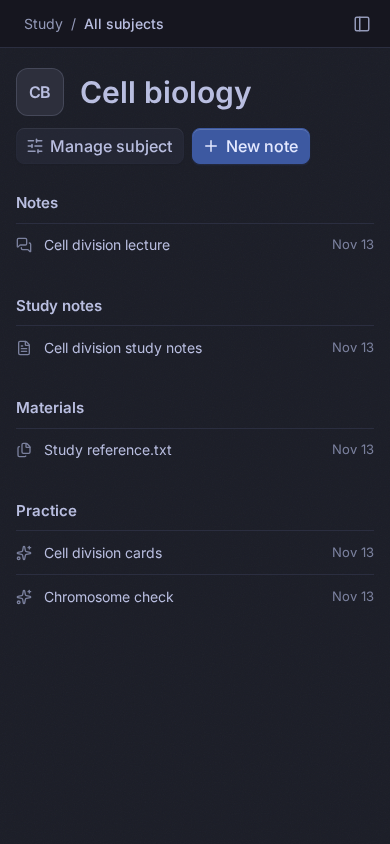 Study / All subjects
CB
Cell biology
Manage subject
New note
Notes
Cell division lecture Nov 13
Study notes
Cell division study notes Nov 13
Materials
Study reference.txt Nov 13
Practice
Cell division cards Nov 13
Chromosome check Nov 13